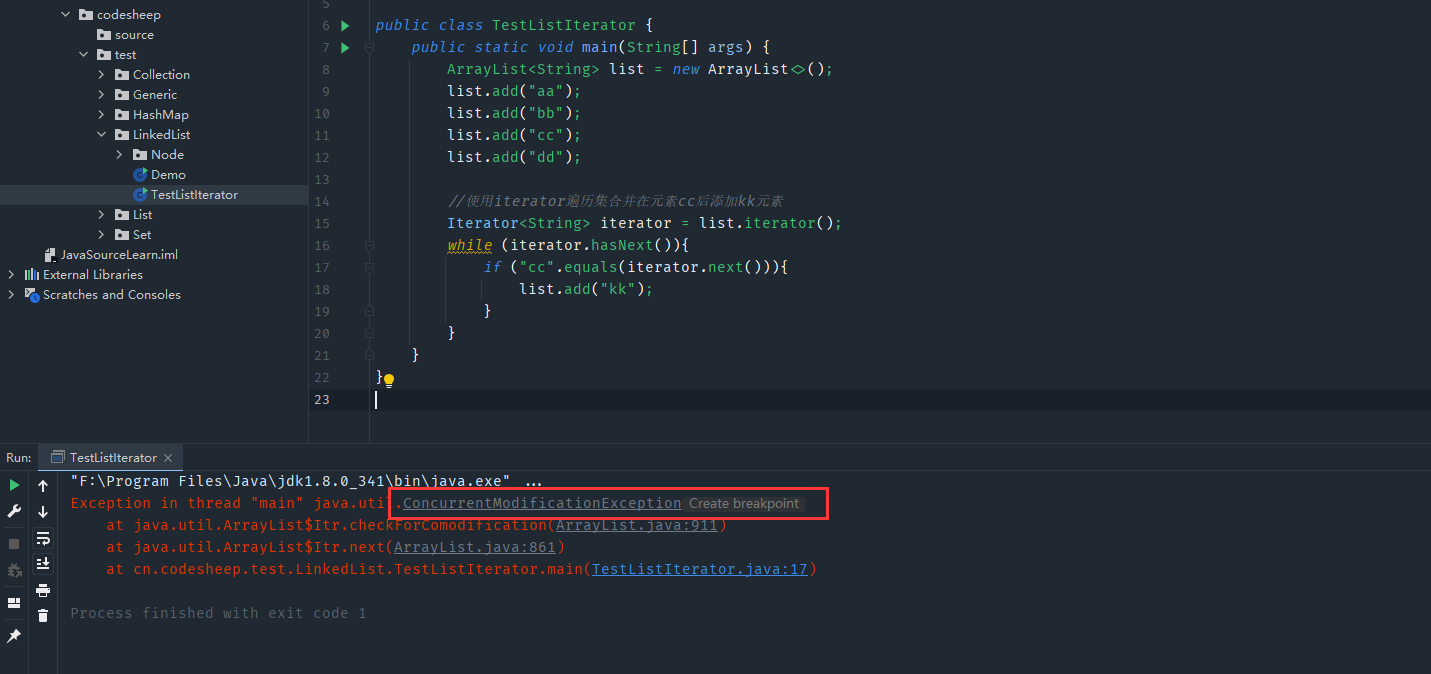 codesheep
source
test
Collection
Generic
HashMap
LinkedList
Node
Demo
TestListIterator
List
Set
JavaSourceLearn.iml
External Libraries
Scratches and Consoles
5
6 public class TestListIterator {
7 public static void main(String[] args) {
8 ArrayList<String> list = new ArrayList<>();
9 list.add("aa");
10 list.add("bb");
11 list.add("cc");
12 list.add("dd");
13
14 //使用iterator遍历集合并在元素cc后添加kk元素
15 Iterator<String> iterator = list.iterator();
16 while (iterator.hasNext()){
17 if ("cc".equals(iterator.next())){
18 list.add("kk");
19 }
20 }
21 }
22 }
23
Run: TestListIterator ×
"F:\Program Files\Java\jdk1.8.0_341\bin\java.exe" ...
Exception in thread "main" java.util.ConcurrentModificationException Create breakpoint
at java.util.ArrayList$Itr.checkForComodification(ArrayList.java:911)
at java.util.ArrayList$Itr.next(ArrayList.java:861)
at cn.codesheep.test.LinkedList.TestListIterator.main(TestListIterator.java:17)
Process finished with exit code 1